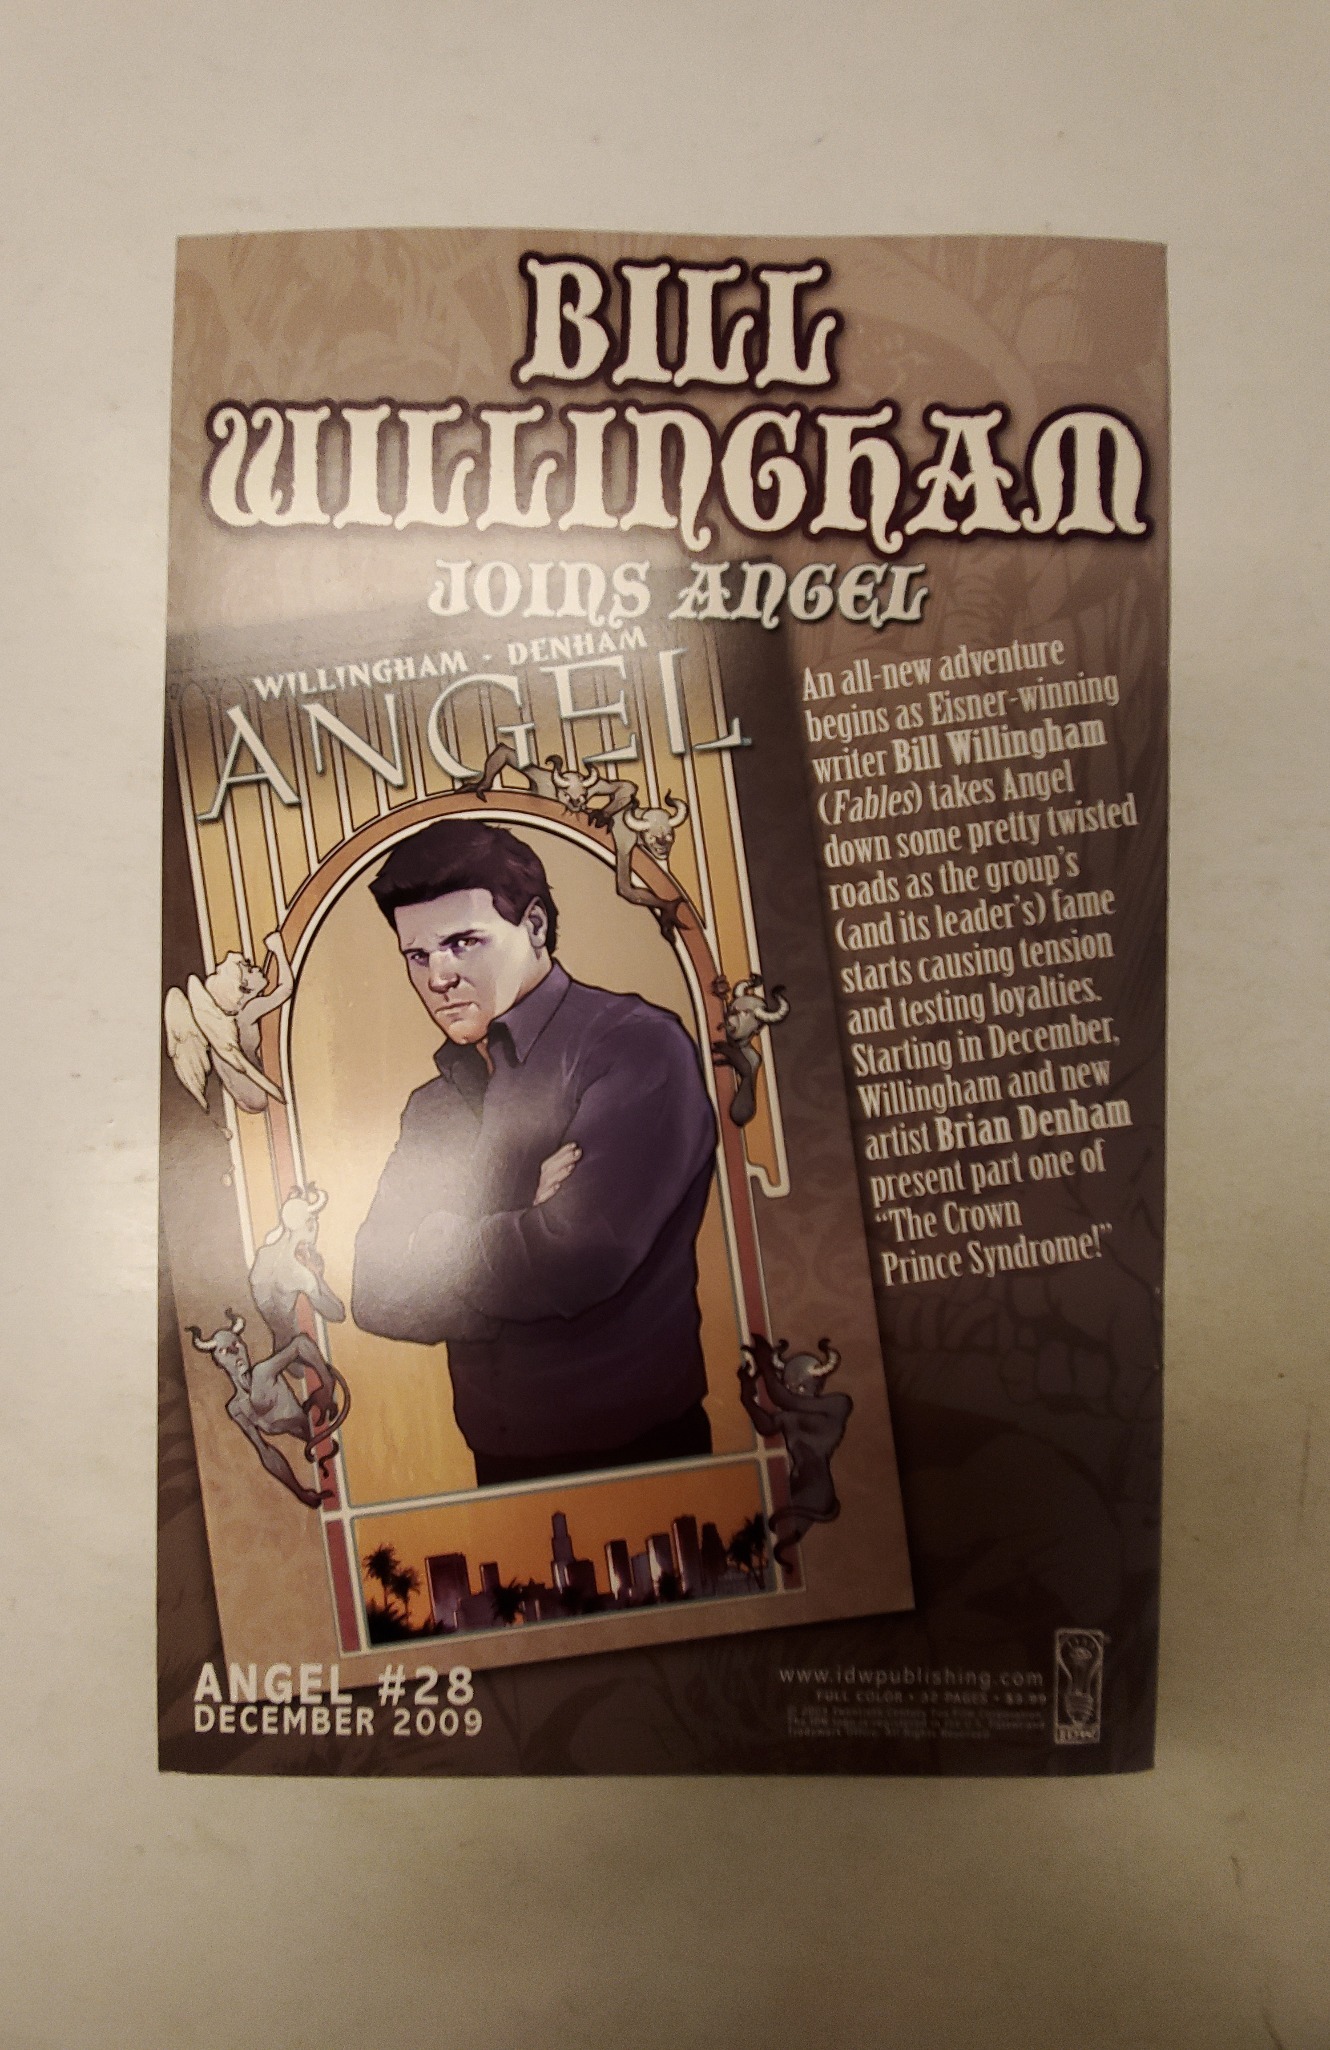 BILL
WILLINGHAM
JOINS ANGEL
WILLINGHAM · DENHAM
ANGEL
An all-new adventure
begins as Eisner-winning
writer Bill Willingham
(Fables) takes Angel
down some pretty twisted
roads as the group's
(and its leader's) fame
starts causing tension
and testing loyalties.
Starting in December,
Willingham and new
artist Brian Denham
present part one of
“The Crown
Prince Syndrome!”
ANGEL #28
DECEMBER 2009
www.idwpublishing.com
FULL COLOR • 32 PAGES • $3.99
IDW